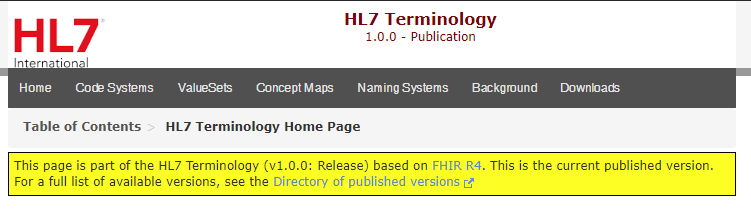 HL7 Terminology
1.0.0 - Publication
HL7®
International
Home Code Systems ValueSets Concept Maps Naming Systems Background Downloads
Table of Contents > HL7 Terminology Home Page
This page is part of the HL7 Terminology (v1.0.0: Release) based on FHIR R4. This is the current published version.
For a full list of available versions, see the Directory of published versions